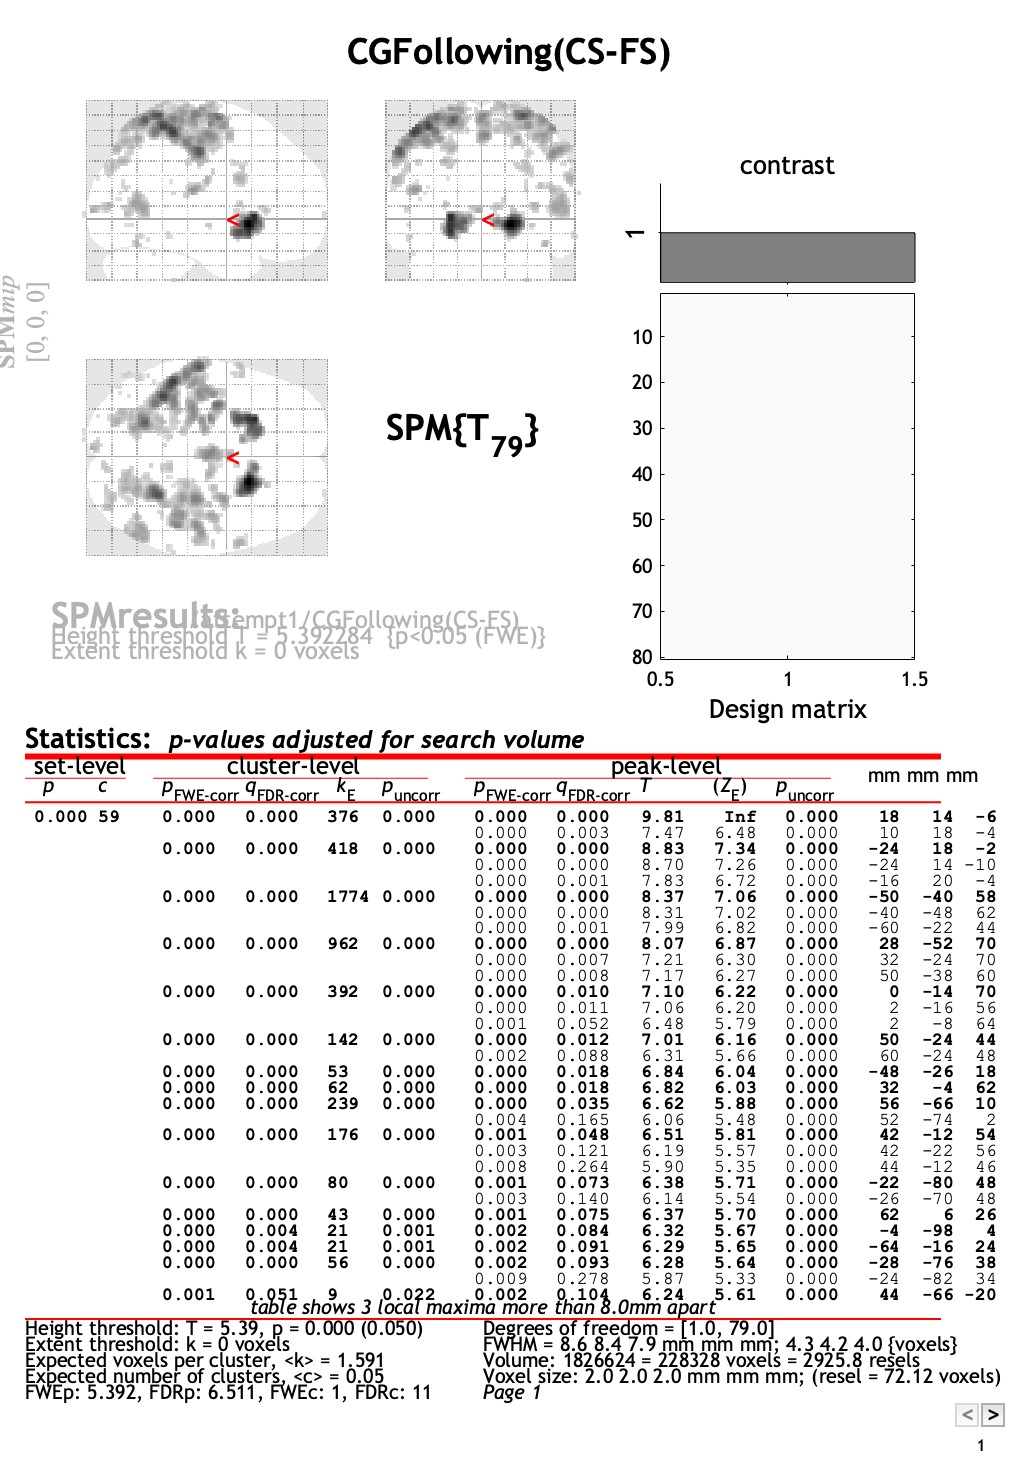 CGFollowing(CS-FS)
contrast
1
<
<
SPMmip
[0, 0, 0]
<
SPM{T79}
10
20
30
40
50
60
70
80
0.5 1 1.5
Design matrix
SPMresults: attempt1/CGFollowing(CS-FS)
Height threshold T = 5.392284 {p<0.05 (FWE)}
Extent threshold k = 0 voxels
Statistics: p-values adjusted for search volume
set-level cluster-level peak-level mm mm mm
p c pFWE-corr qFDR-corr kE puncorr pFWE-corr qFDR-corr T (ZE) puncorr
0.000 59 0.000 0.000 376 0.000 0.000 0.000 9.81 Inf 0.000 18 14 -6
0.000 0.003 7.47 6.48 0.000 10 18 -4
0.000 0.000 418 0.000 0.000 0.000 8.83 7.34 0.000 -24 18 -2
0.000 0.000 8.70 7.26 0.000 -24 14 -10
0.000 0.001 7.83 6.72 0.000 -16 20 -4
0.000 0.000 1774 0.000 0.000 0.000 8.37 7.06 0.000 -50 -40 58
0.000 0.000 8.31 7.02 0.000 -40 -48 62
0.000 0.001 7.99 6.82 0.000 -60 -22 44
0.000 0.000 962 0.000 0.000 0.000 8.07 6.87 0.000 28 -52 70
0.000 0.007 7.21 6.30 0.000 32 -24 70
0.000 0.008 7.17 6.27 0.000 50 -38 60
0.000 0.000 392 0.000 0.000 0.010 7.10 6.22 0.000 0 -14 70
0.000 0.011 7.06 6.20 0.000 2 -16 56
0.001 0.052 6.48 5.79 0.000 2 -8 64
0.000 0.000 142 0.000 0.000 0.012 7.01 6.16 0.000 50 -24 44
0.002 0.088 6.31 5.66 0.000 60 -24 48
0.000 0.000 53 0.000 0.000 0.018 6.84 6.04 0.000 -48 -26 18
0.000 0.000 62 0.000 0.000 0.018 6.82 6.03 0.000 32 -4 62
0.000 0.000 239 0.000 0.000 0.035 6.62 5.88 0.000 56 -66 10
0.004 0.165 6.06 5.48 0.000 52 -74 2
0.000 0.000 176 0.000 0.001 0.048 6.51 5.81 0.000 42 -12 54
0.003 0.121 6.19 5.57 0.000 42 -22 56
0.008 0.264 5.90 5.35 0.000 44 -12 46
0.000 0.000 80 0.000 0.001 0.073 6.38 5.71 0.000 -22 -80 48
0.003 0.140 6.14 5.54 0.000 -26 -70 48
0.000 0.000 43 0.000 0.001 0.075 6.37 5.70 0.000 62 6 26
0.000 0.004 21 0.001 0.002 0.084 6.32 5.67 0.000 -4 -98 4
0.000 0.004 21 0.001 0.002 0.091 6.29 5.65 0.000 -64 -16 24
0.000 0.000 56 0.000 0.002 0.093 6.28 5.64 0.000 -28 -76 38
0.009 0.278 5.87 5.33 0.000 -24 -82 34
0.001 0.051 9 0.022 0.002 0.104 6.24 5.61 0.000 44 -66 -20
table shows 3 local maxima more than 8.0mm apart
Height threshold: T = 5.39, p = 0.000 (0.050)
Extent threshold: k = 0 voxels
Expected voxels per cluster, <k> = 1.591
Expected number of clusters, <c> = 0.05
FWEp: 5.392, FDRp: 6.511, FWEc: 1, FDRc: 11
Degrees of freedom = [1.0, 79.0]
FWHM = 8.6 8.4 7.9 mm mm mm; 4.3 4.2 4.0 {voxels}
Volume: 1826624 = 228328 voxels = 2925.8 resels
Voxel size: 2.0 2.0 2.0 mm mm mm; (resel = 72.12 voxels)
Page 1
< >
1